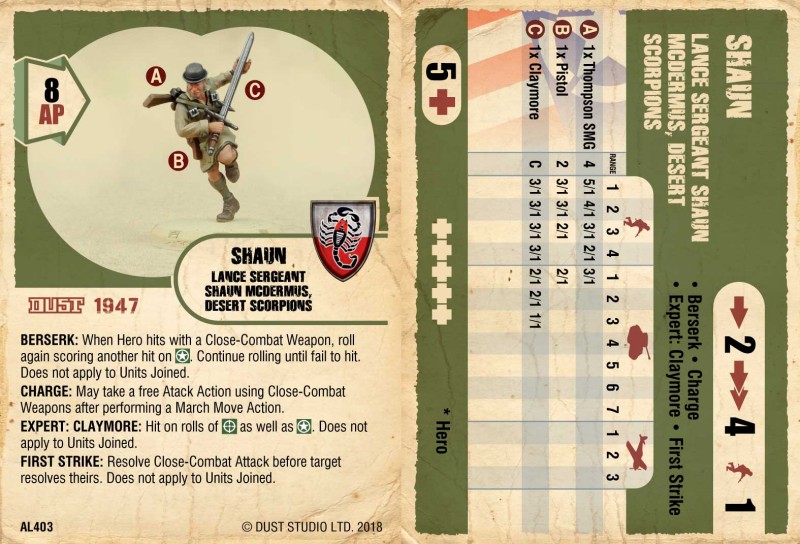 8
AP
A
C
B
SHAUN
LANCE SERGEANT
SHAUN MCDERMUS,
DESERT SCORPIONS
DUST 1947
BERSERK: When Hero hits with a Close-Combat Weapon, roll
again scoring another hit on. Continue rolling until fail to hit.
Does not apply to Units Joined.
CHARGE: May take a free Atack Action using Close-Combat
Weapons after performing a March Move Action.
EXPERT: CLAYMORE: Hit on rolls of as well as. Does not
apply to Units Joined.
FIRST STRIKE: Resolve Close-Combat Attack before target
resolves theirs. Does not apply to Units Joined.
AL403
© DUST STUDIO LTD. 2018
SHAUN
LANCE SERGEANT SHAUN
MCDERMUS, DESERT
SCORPIONS
2 4 1
• Berserk • Charge
• Expert: Claymore • First Strike
RANGE 1 2 3 4 1 2 3 4 5 6 7 1 2 3
A 1x Thompson SMG 4 5/1 4/1 3/1 2/1 3/1
B 1x Pistol 2 3/1 3/1 2/1 2/1
C 1x Claymore C 3/1 3/1 3/1 3/1 2/1 2/1 1/1
5
* Hero